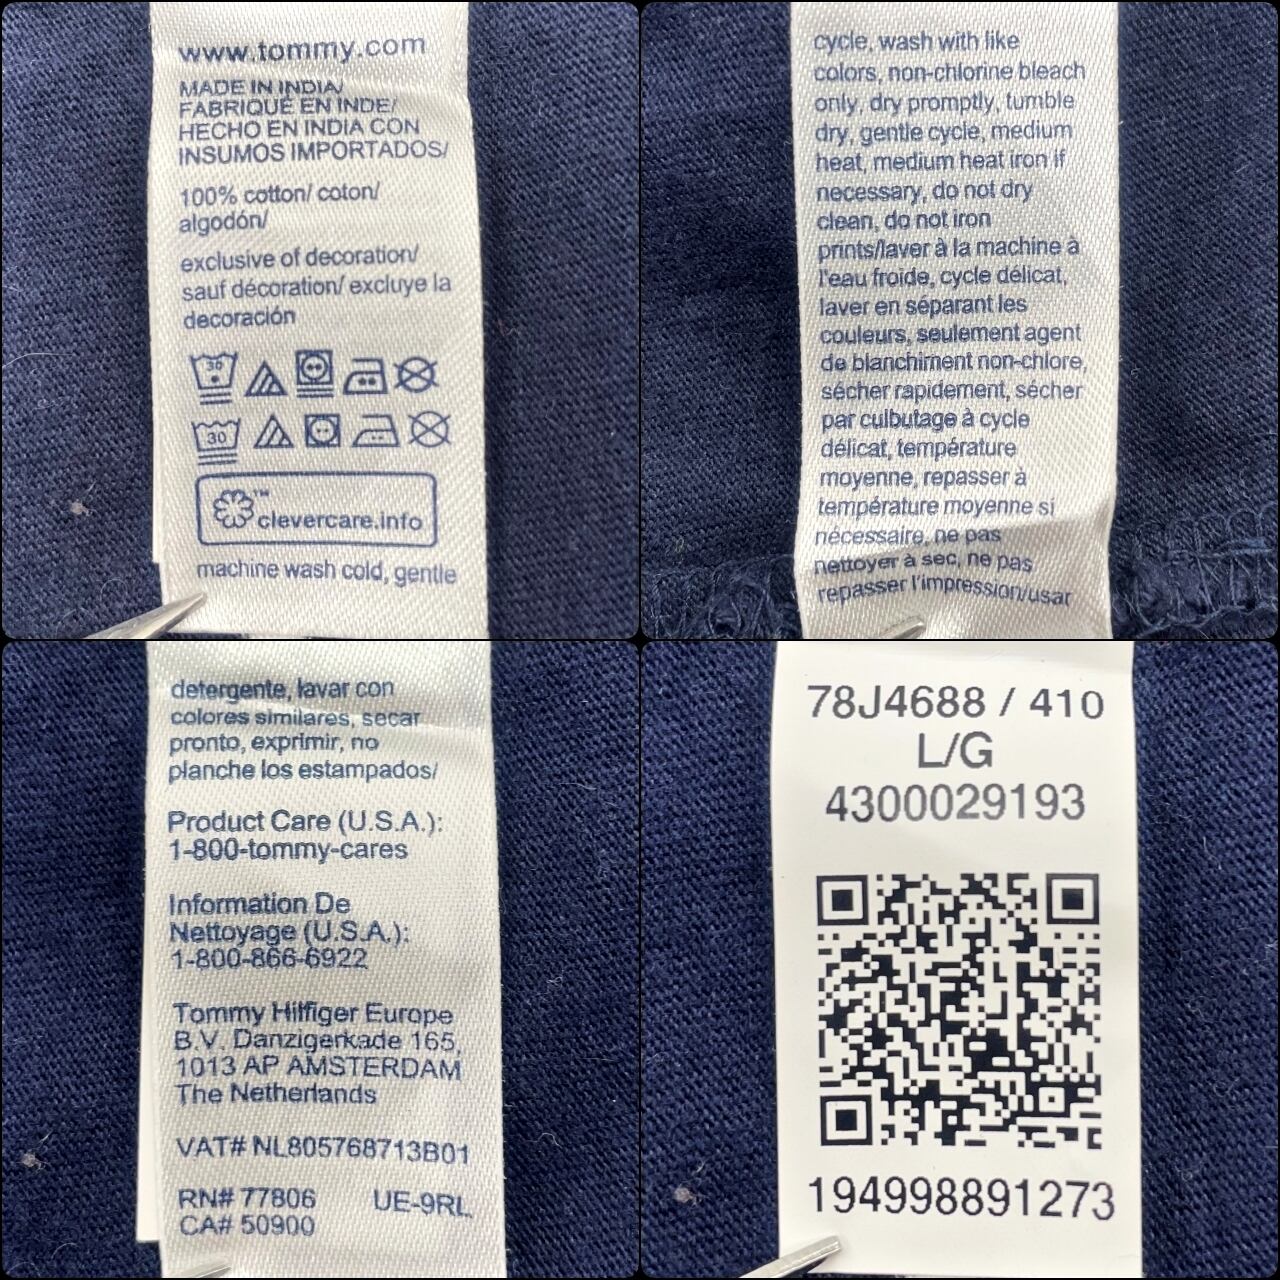 www.tommy.com
MADE IN INDIA/
FABRIQUÉ EN INDE/
HECHO EN INDIA CON
INSUMOS IMPORTADOS/
100% cotton/ coton/
algodón/
exclusive of decoration/
sauf décoration/ excluye la
decoración
30
30
™
clevercare.info
machine wash cold, gentle
cycle, wash with like
colors, non-chlorine bleach
only, dry promptly, tumble
dry, gentle cycle, medium
heat, medium heat iron if
necessary, do not dry
clean, do not iron
prints/laver à la machine à
l'eau froide, cycle délicat,
laver en séparant les
couleurs, seulement agent
de blanchiment non-chlore,
sécher rapidement, sécher
par culbutage à cycle
délicat, température
moyenne, repasser à
température moyenne si
nécessaire, ne pas
nettoyer à sec, ne pas
repasser l'impression/usar
detergente, lavar con
colores similares, secar
pronto, exprimir, no
planche los estampados/
Product Care (U.S.A.):
1-800-tommy-cares
Information De
Nettoyage (U.S.A.):
1-800-866-6922
Tommy Hilfiger Europe
B.V. Danzigerkade 165,
1013 AP AMSTERDAM
The Netherlands
VAT# NL805768713B01
RN# 77806 UE-9RL
CA# 50900
78J4688 / 410
L/G
4300029193
194998891273